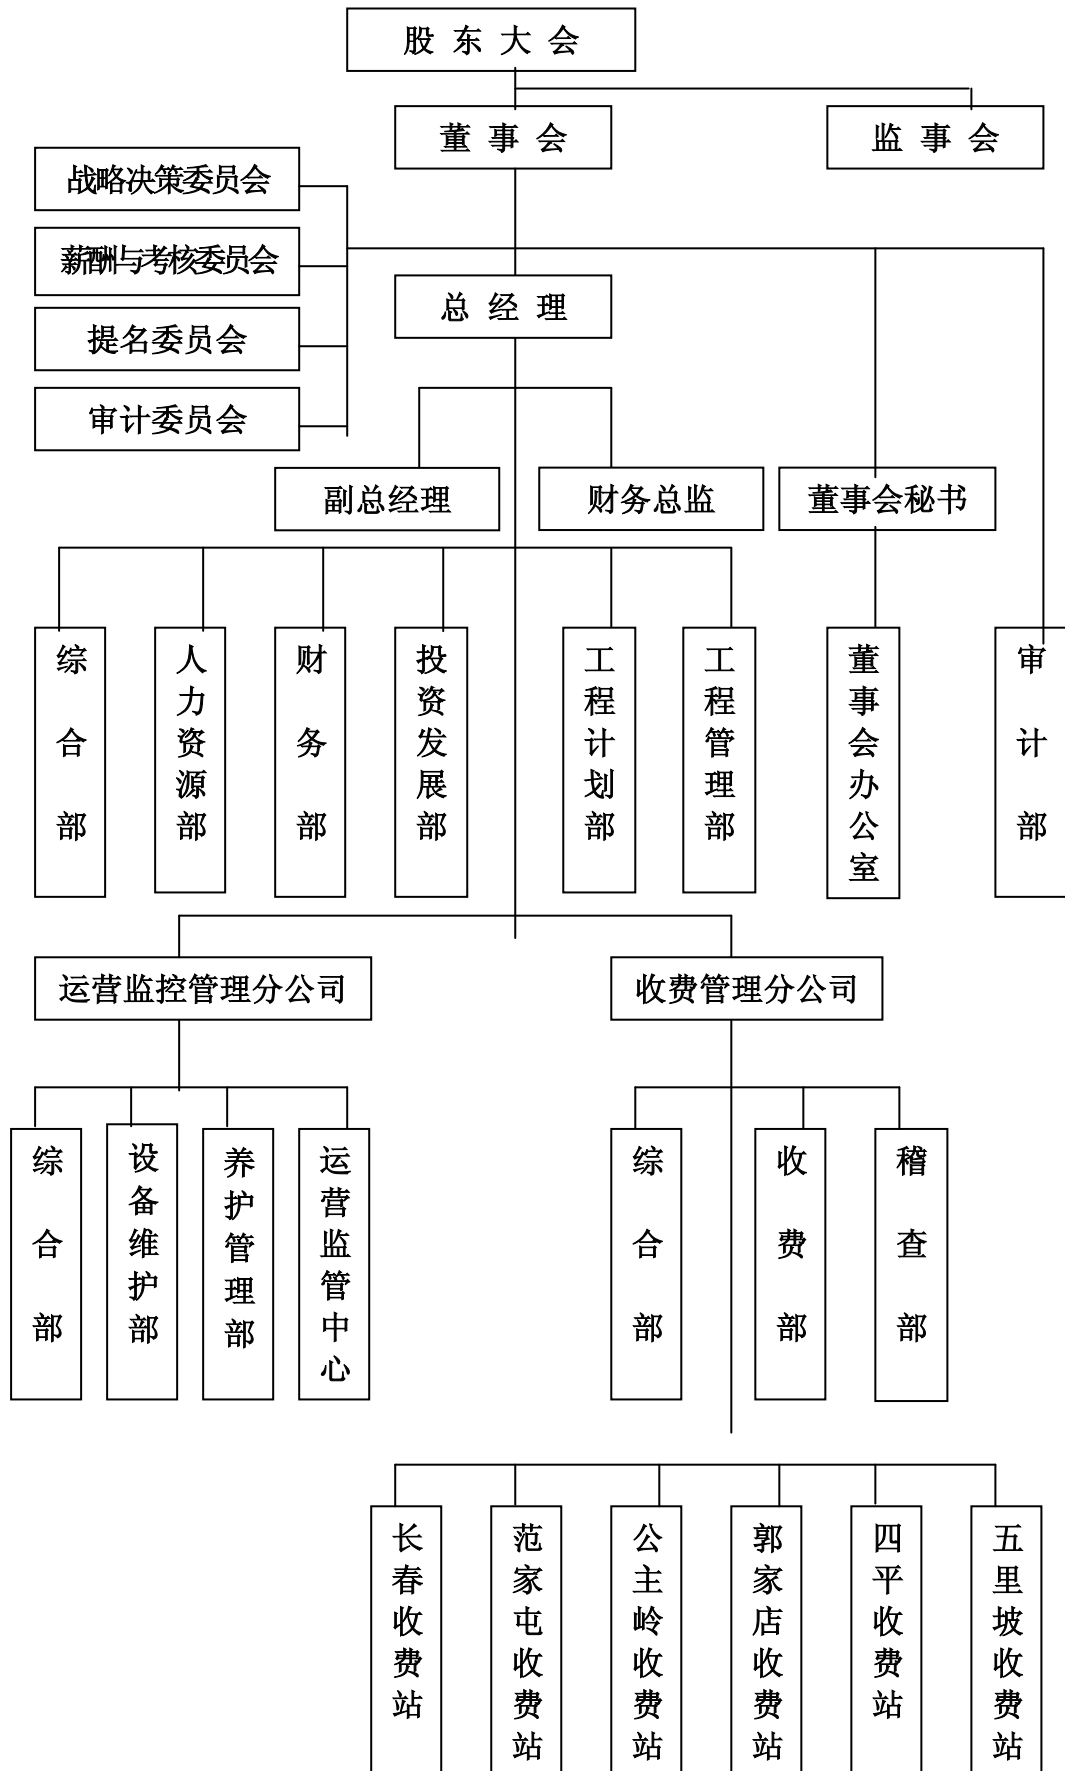 股东大会
董事会
监事会
战略决策委员会
薪酬与考核委员会
总经理
提名委员会
审计委员会
副总经理
财务总监
董事会秘书
综合部
人力资源部
财务部
投资发展部
工程计划部
工程管理部
董事会办公室
审计部
运营监控管理分公司
收费管理分公司
综合部
设备维护部
养护管理部
运营监管中心
综合部
收费部
稽查部
长春收费站
范家屯收费站
公主岭收费站
郭家店收费站
四平收费站
五里坡收费站